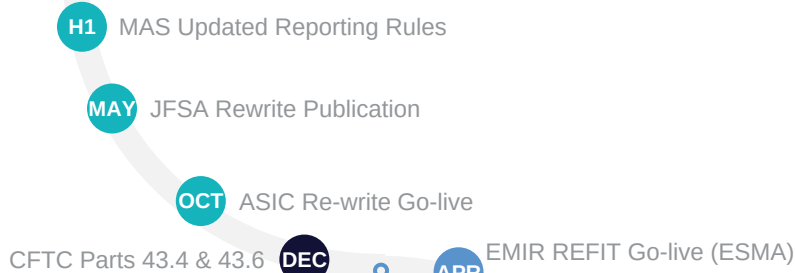 H1 MAS Updated Reporting Rules
MAY JFSA Rewrite Publication
OCT ASIC Re-write Go-live
CFTC Parts 43.4 & 43.6 DEC
APR EMIR REFIT Go-live (ESMA)